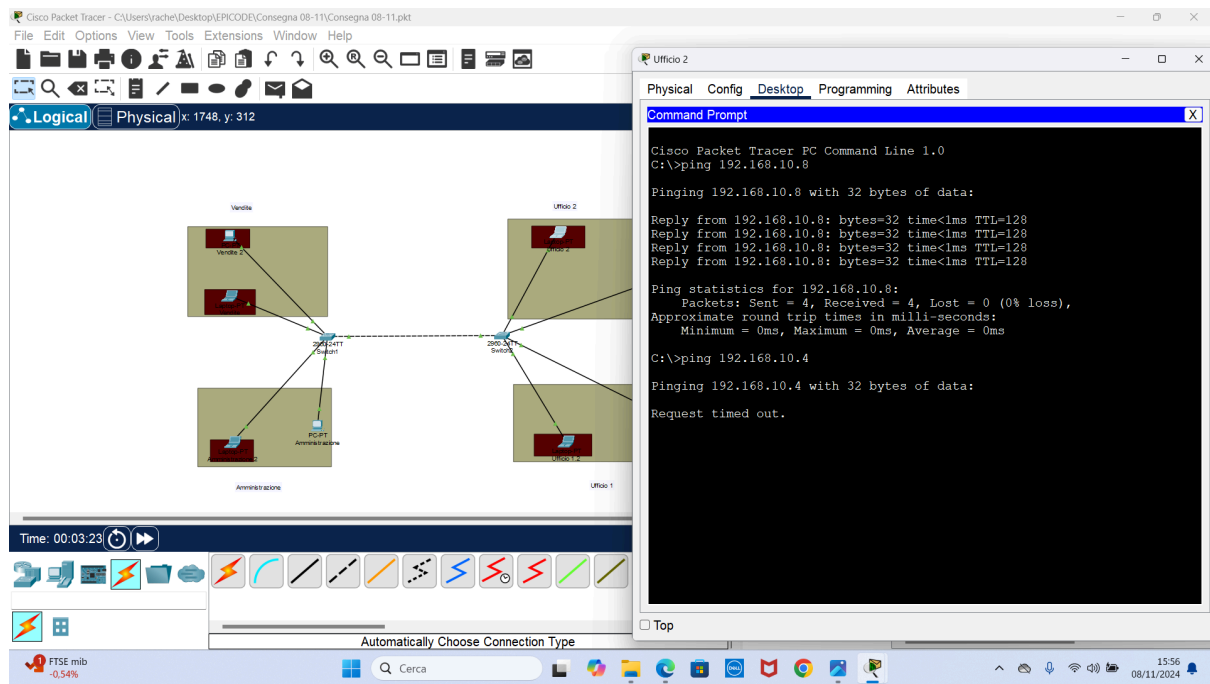 Cisco Packet Tracer - C:\Users\rache\Desktop\EPICODE\Consegna 08-11\Consegna 08-11.pkt
File Edit Options View Tools Extensions Window Help
Logical Physical x: 1748, y: 312
Vendite
Vendite 2
2960-24TT
Switch1
PC-PT
Amministrazione
Amministrazione
Ufficio 2
Ufficio 2
2960-24TT
Switch2
Ufficio 1.2
Ufficio 1
Time: 00:03:23
Automatically Choose Connection Type
Ufficio 2
Physical Config Desktop Programming Attributes
Command Prompt X
Cisco Packet Tracer PC Command Line 1.0
C:\>ping 192.168.10.8
Pinging 192.168.10.8 with 32 bytes of data:
Reply from 192.168.10.8: bytes=32 time<1ms TTL=128
Reply from 192.168.10.8: bytes=32 time<1ms TTL=128
Reply from 192.168.10.8: bytes=32 time<1ms TTL=128
Reply from 192.168.10.8: bytes=32 time<1ms TTL=128
Ping statistics for 192.168.10.8:
Packets: Sent = 4, Received = 4, Lost = 0 (0% loss),
Approximate round trip times in milli-seconds:
Minimum = 0ms, Maximum = 0ms, Average = 0ms
C:\>ping 192.168.10.4
Pinging 192.168.10.4 with 32 bytes of data:
Request timed out.
Top
1
FTSE mib
-0,54%
Cerca
DELL
15:56
08/11/2024